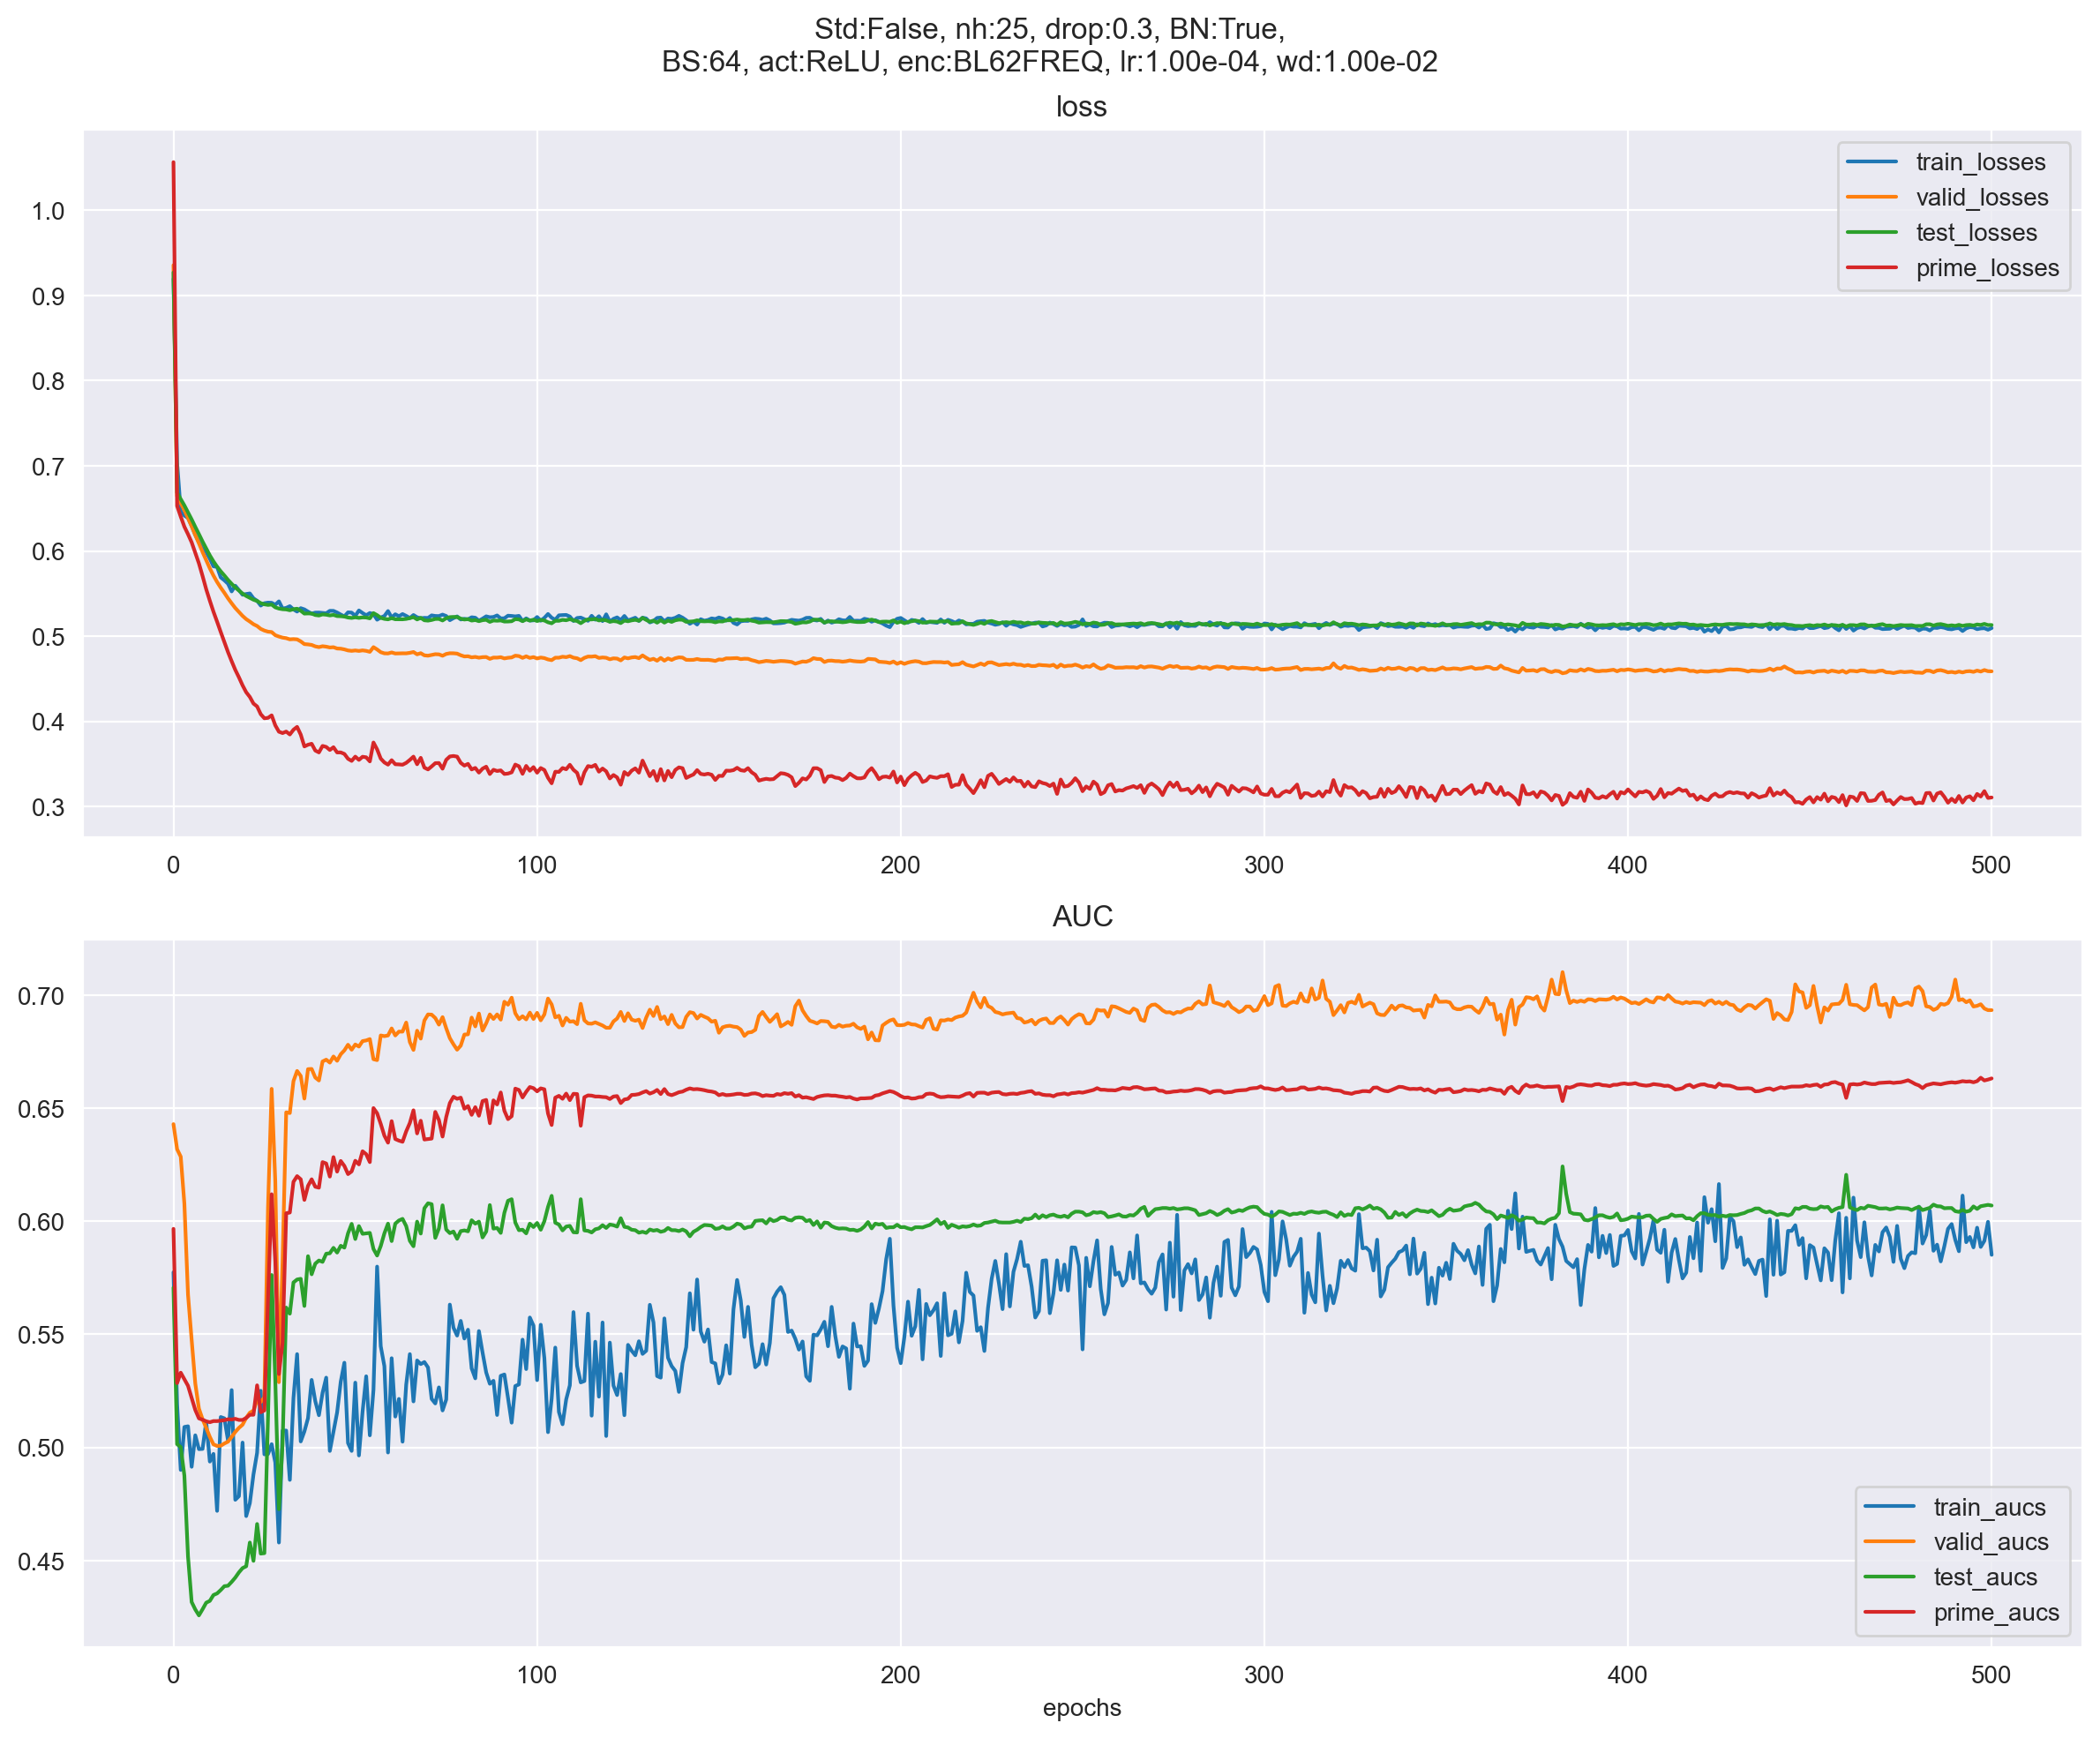 Std:False, nh:25, drop:0.3, BN:True,
BS:64, act:ReLU, enc:BL62FREQ, lr:1.00e-04, wd:1.00e-02
loss
train_losses
valid_losses
test_losses
prime_losses
1.0
0.9
0.8
0.7
0.6
0.5
0.4
0.3
0 100 200 300 400 500
AUC
0.70
0.65
0.60
0.55
0.50
0.45
train_aucs
valid_aucs
test_aucs
prime_aucs
0 100 200 300 400 500
epochs